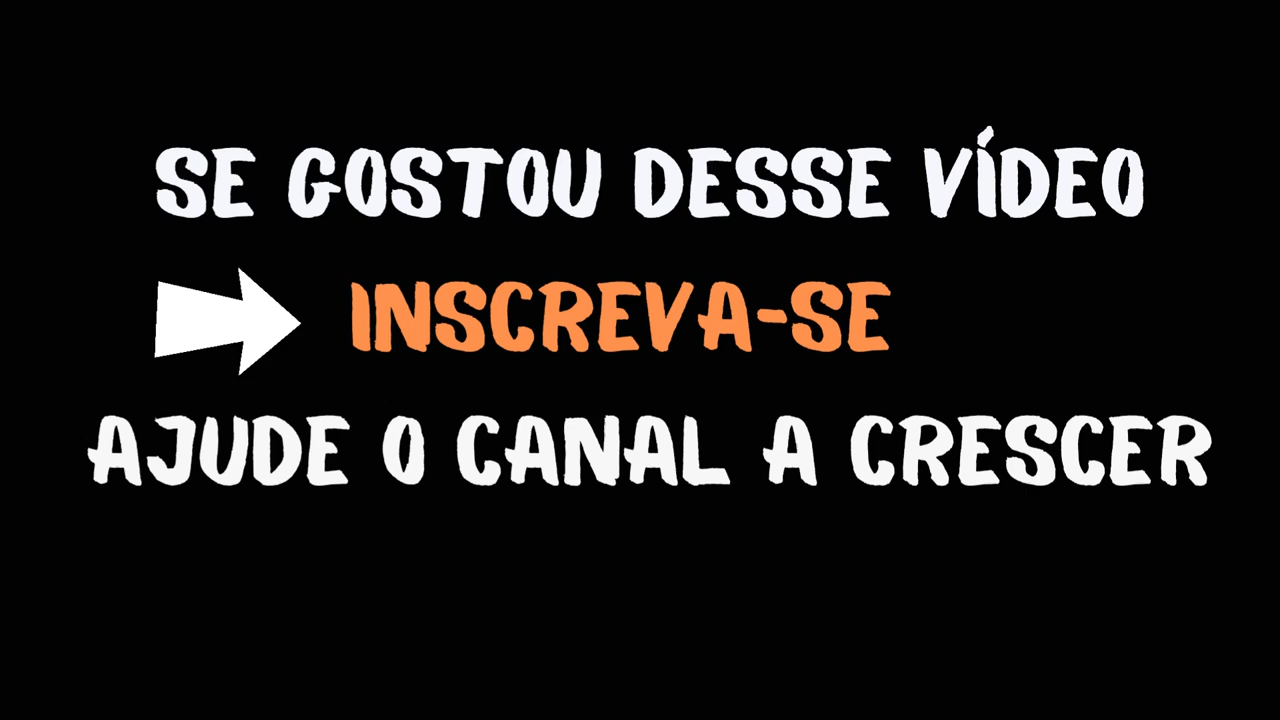 SE GOSTOU DESSE VÍDEO
INSCREVA-SE
AJUDE O CANAL A CRESCER